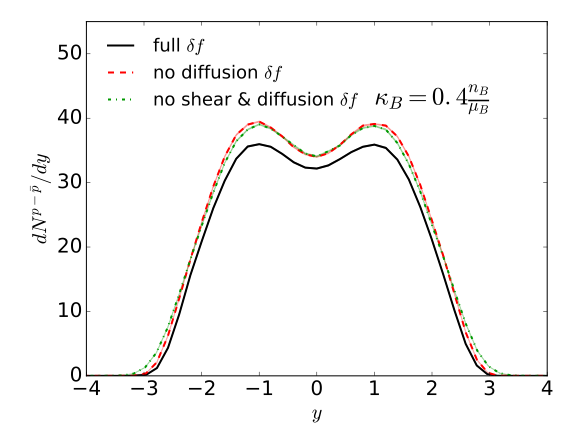 50
40
30
20
10
0
dN^{p−p̄}/dy
full δf
no diffusion δf
no shear & diffusion δf κ_B = 0.4 n_B/μ_B
−4 −3 −2 −1 0 1 2 3 4
y